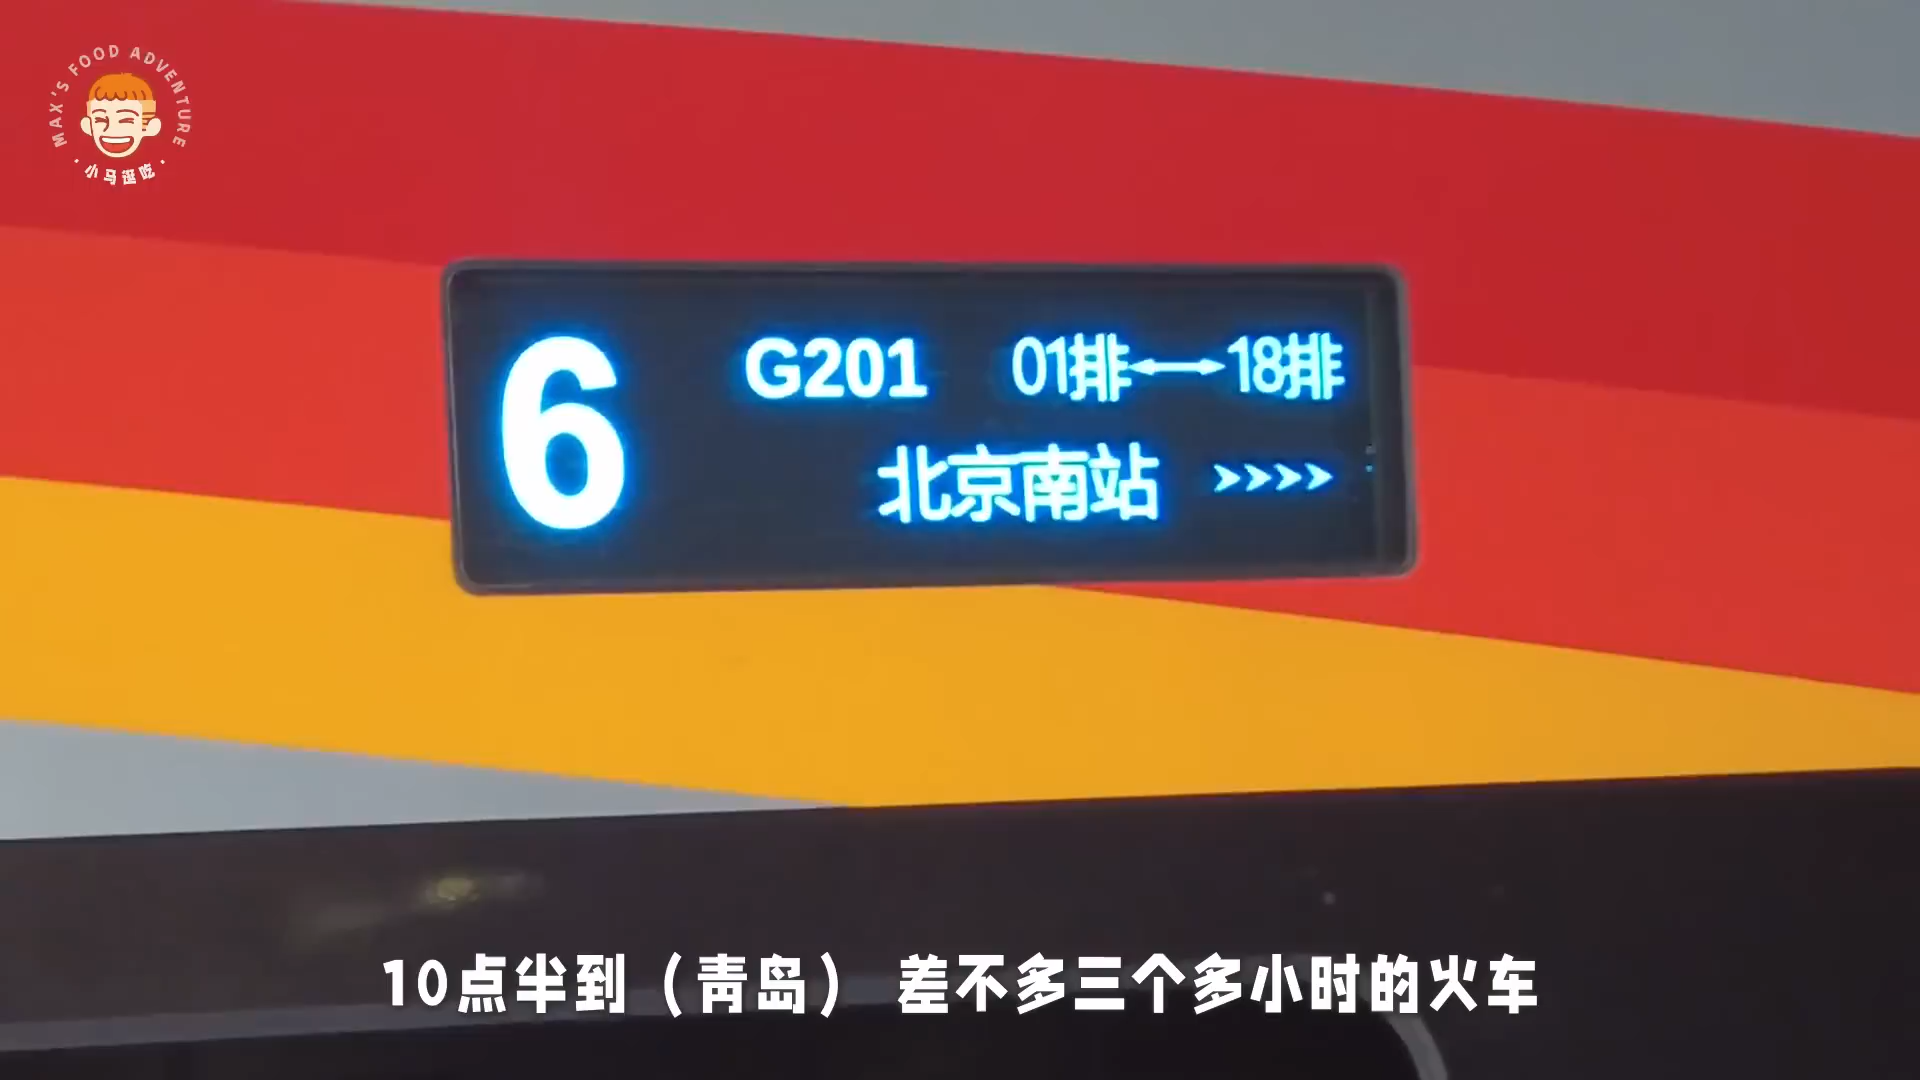 MAX'S FOOD ADVENTURE
·小马逛吃·
6
G201 01排↔18排
北京南站 >>>>
10点半到（青岛） 差不多三个多小时的火车